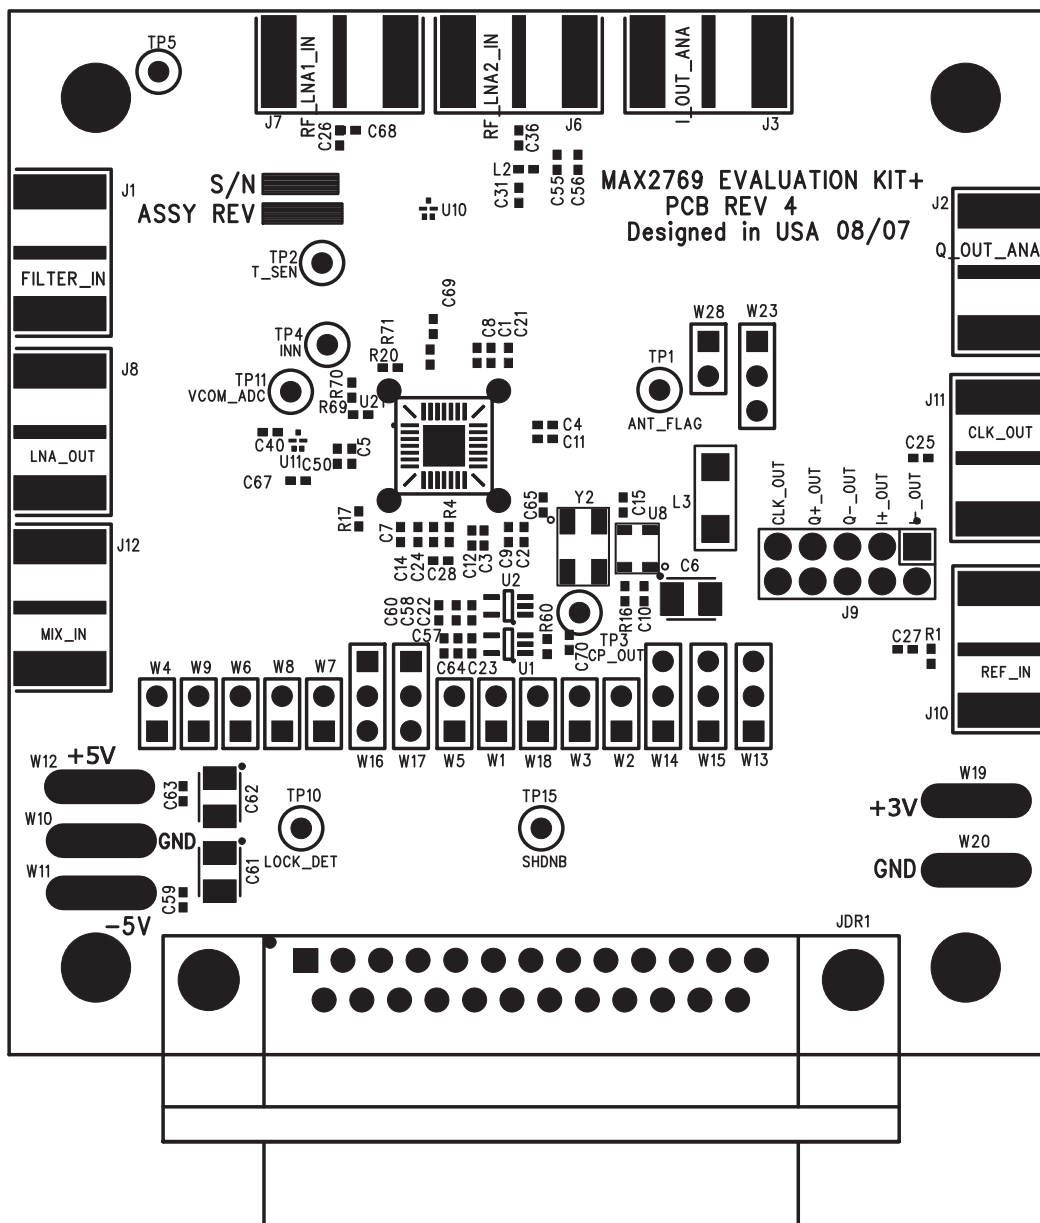 TP5
RF_LNA1_IN
RF_LNA2_IN
I_OUT_ANA
J7
C26
C68
C36
J6
J3
L2
C31
C55
C56
J1
S/N
ASSY REV
U10
MAX2769 EVALUATION KIT+
PCB REV 4
Designed in USA 08/07
J2
Q_OUT_ANA
FILTER_IN
TP2
T_SEN
C69
TP4
INN
R71
R20
C8
C1
C21
W28
W23
J8
TP11
VCOM_ADC
R70
R69
U21
TP1
ANT_FLAG
J11
CLK_OUT
C40
U11
C50
C5
C67
C4
C11
C25
LNA_OUT
L3
CLK_OUT
Q+_OUT
Q-_OUT
I+_OUT
I-_OUT
J12
R17
C7
C14
C24
R4
C28
C12
C3
C9
C2
C65
Y2
C15
U8
C6
U2
J9
MIX_IN
C60
C58
C22
C57
C64
C23
U1
R60
C70
TP3
CP_OUT
R16
C10
C27
R1
REF_IN
J10
W4
W9
W6
W8
W7
W16
W17
W5
W1
W18
W3
W2
W14
W15
W13
W12
+5V
C63
C62
TP10
LOCK_DET
TP15
SHDNB
W19
+3V
W10
GND
W20
GND
W11
C59
C61
-5V
JDR1